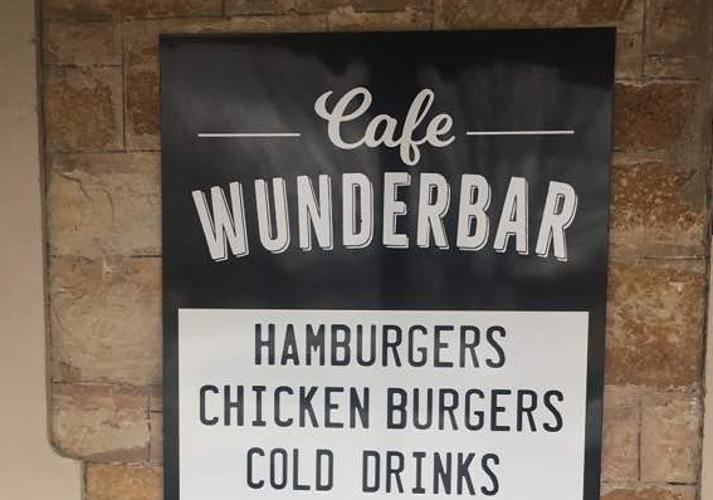 Cafe
WUNDERBAR
HAMBURGERS
CHICKEN BURGERS
COLD DRINKS